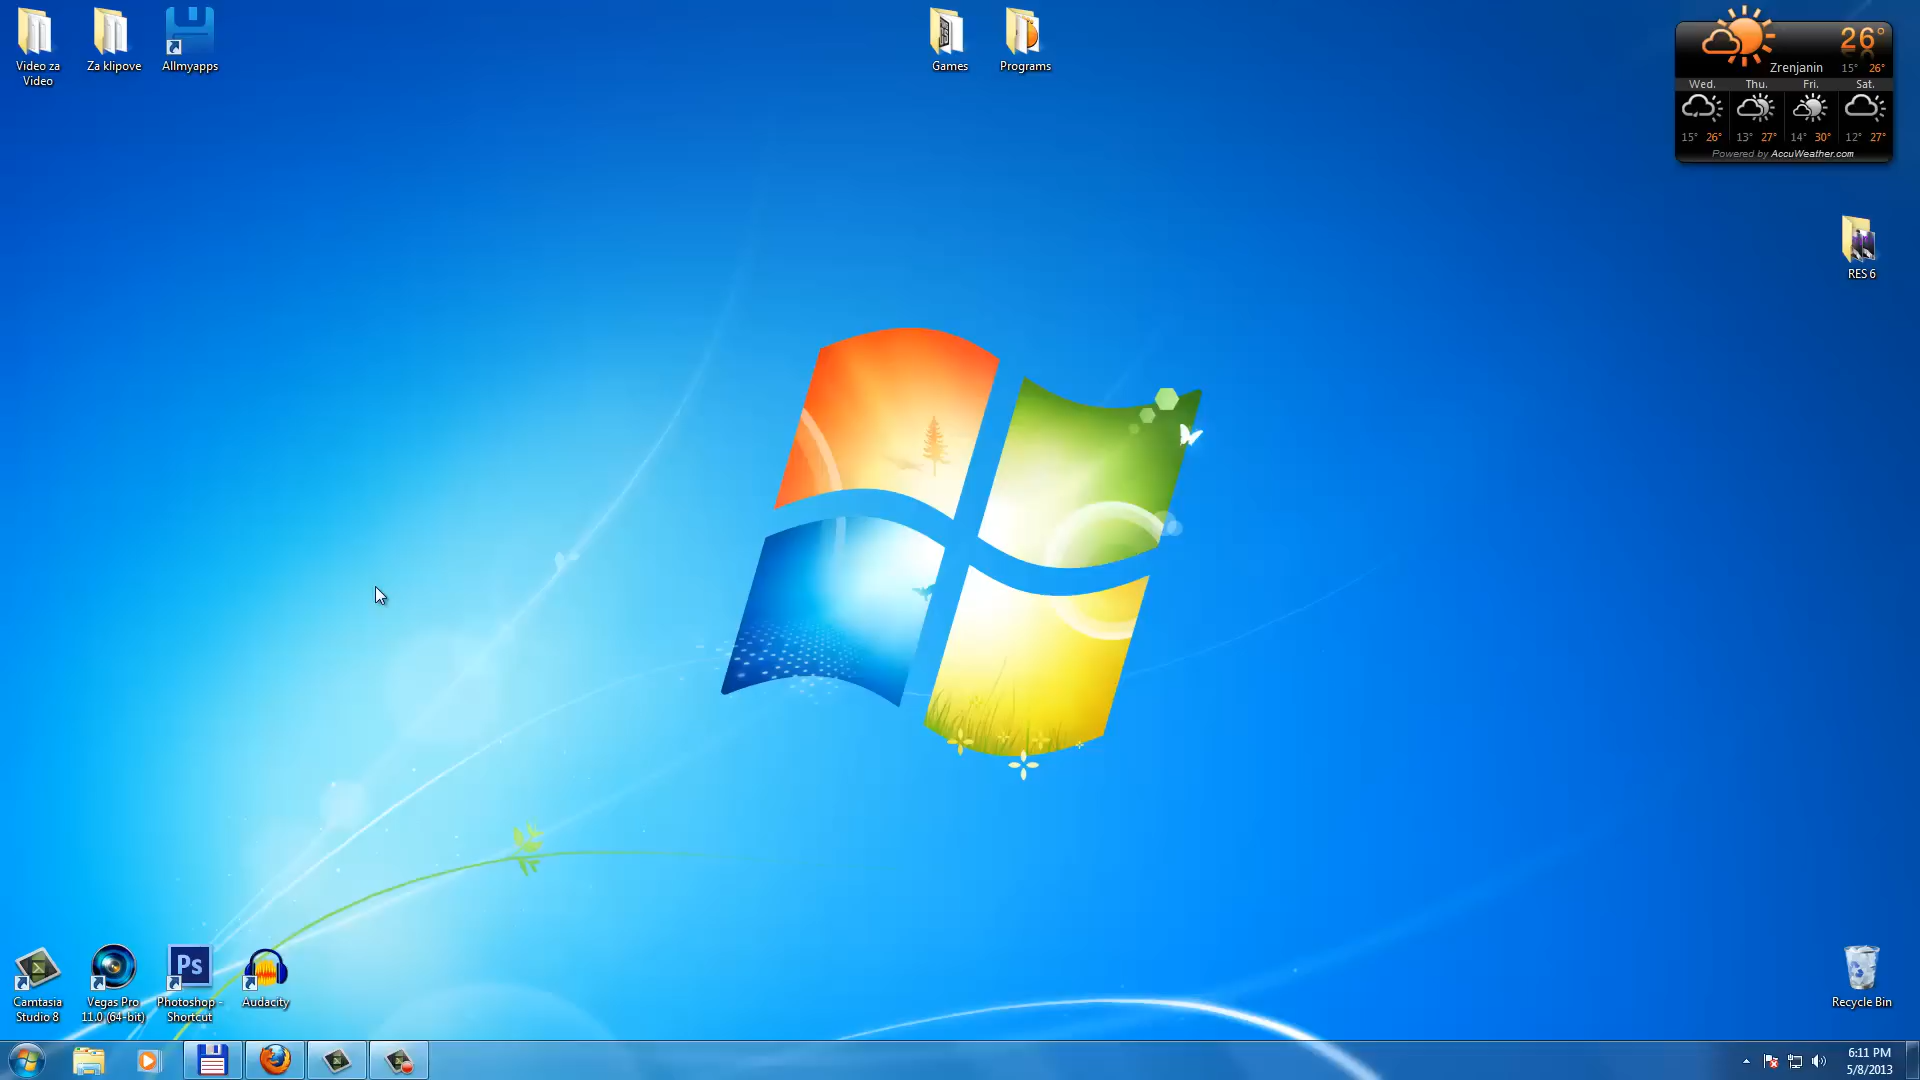 Video za
Video
Za klipove
Allmyapps
Games
Programs
26°
Zrenjanin 15° 26°
Wed. Thu. Fri. Sat.
15° 26° 13° 27° 14° 30° 12° 27°
Powered by AccuWeather.com
RES 6
Camtasia
Studio 8
Vegas Pro
11.0 (64-bit)
Ps
Photoshop -
Shortcut
Audacity
Recycle Bin
6:11 PM
5/8/2013